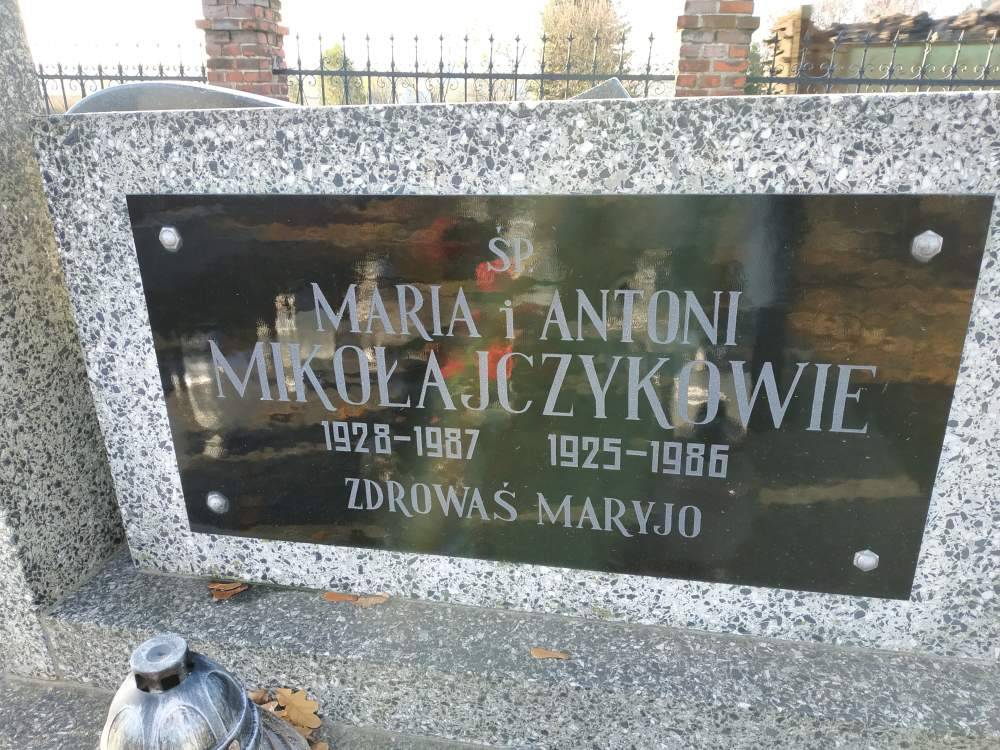 ŚP
MARIA i ANTONI
MIKOŁAJCZYKOWIE
1928-1987 1925-1986
ZDROWAŚ MARYJO